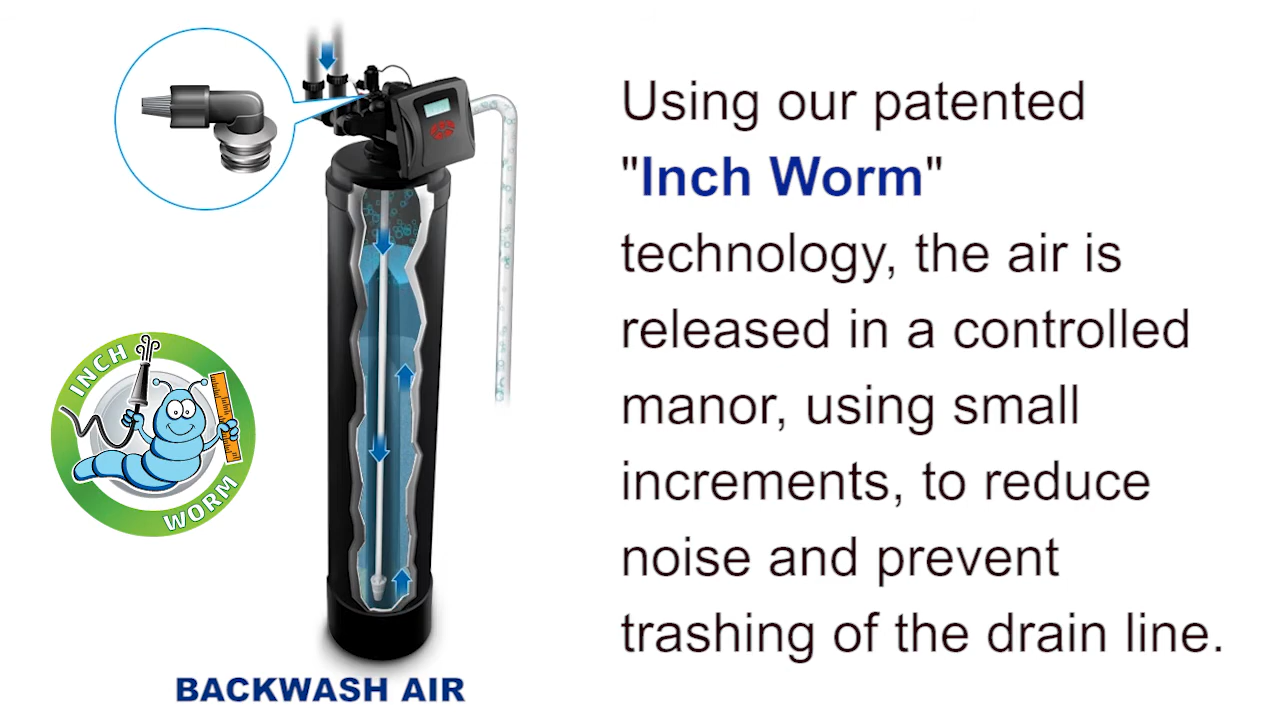 Using our patented
"Inch Worm"
technology, the air is
released in a controlled
manor, using small
increments, to reduce
noise and prevent
trashing of the drain line.
INCH
WORM
BACKWASH AIR